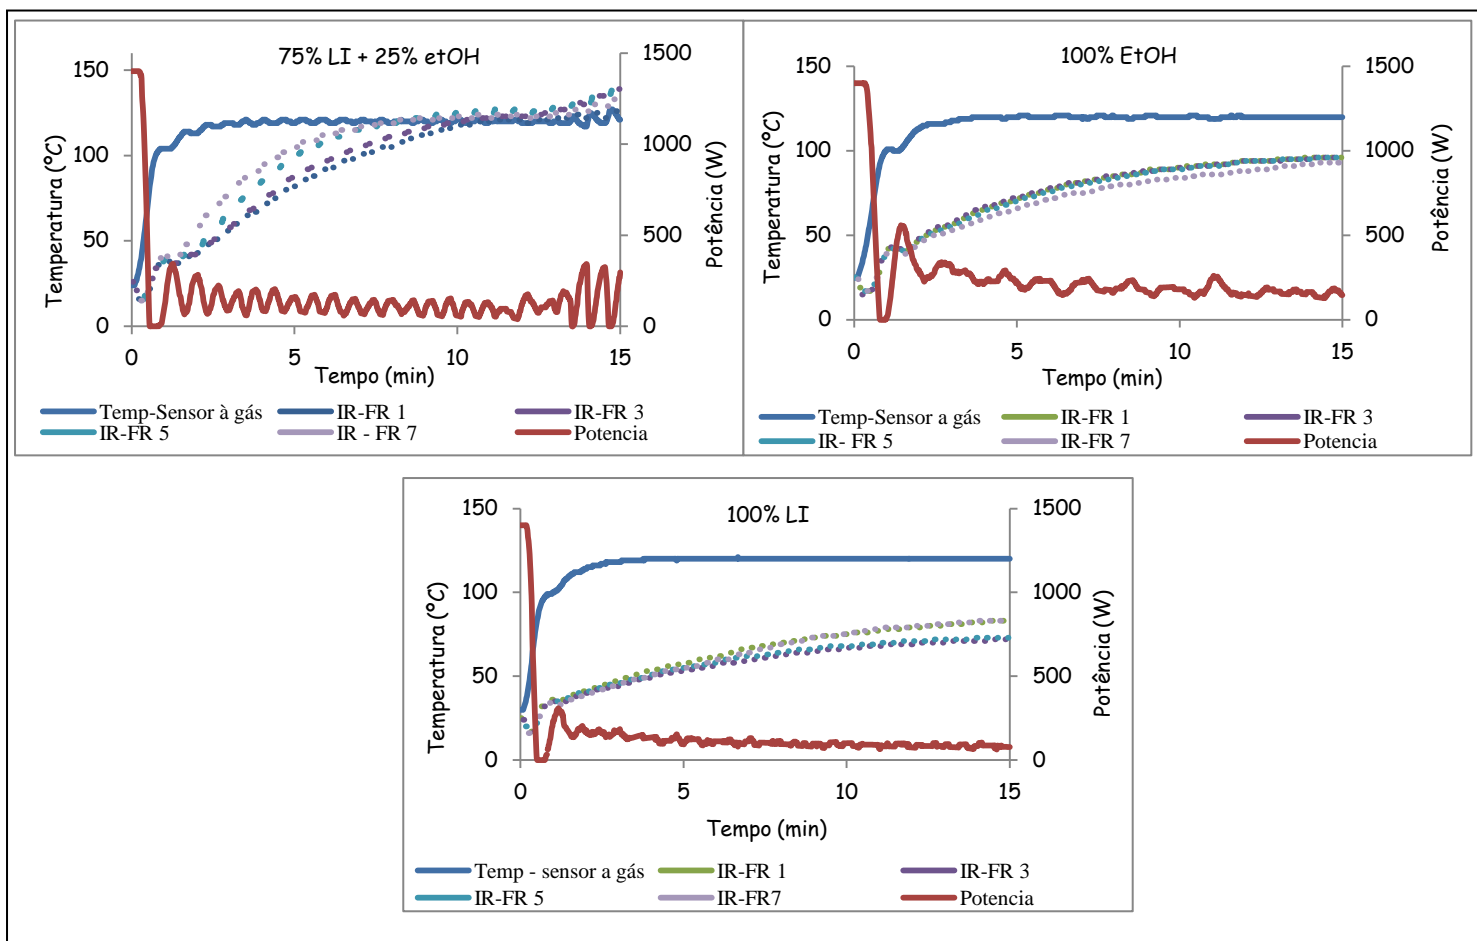 75% LI + 25% etOH
150
100
50
0
Temperatura (ºC)
1500
1000
500
0
Potência (W)
0 5 10 15
Tempo (min)
Temp-Sensor à gás IR-FR 1 IR-FR 3
IR-FR 5 IR - FR 7 Potencia
100% EtOH
150
100
50
0
Temperatura (ºC)
1500
1000
500
0
Potência (W)
0 5 10 15
Tempo (min)
Temp-Sensor a gás IR-FR 1 IR-FR 3
IR- FR 5 IR-FR 7 Potencia
100% LI
150
100
50
0
Temperatura (ºC)
1500
1000
500
0
Potência (W)
0 5 10 15
Tempo (min)
Temp - sensor a gás IR-FR 1 IR-FR 3
IR-FR 5 IR-FR7 Potencia